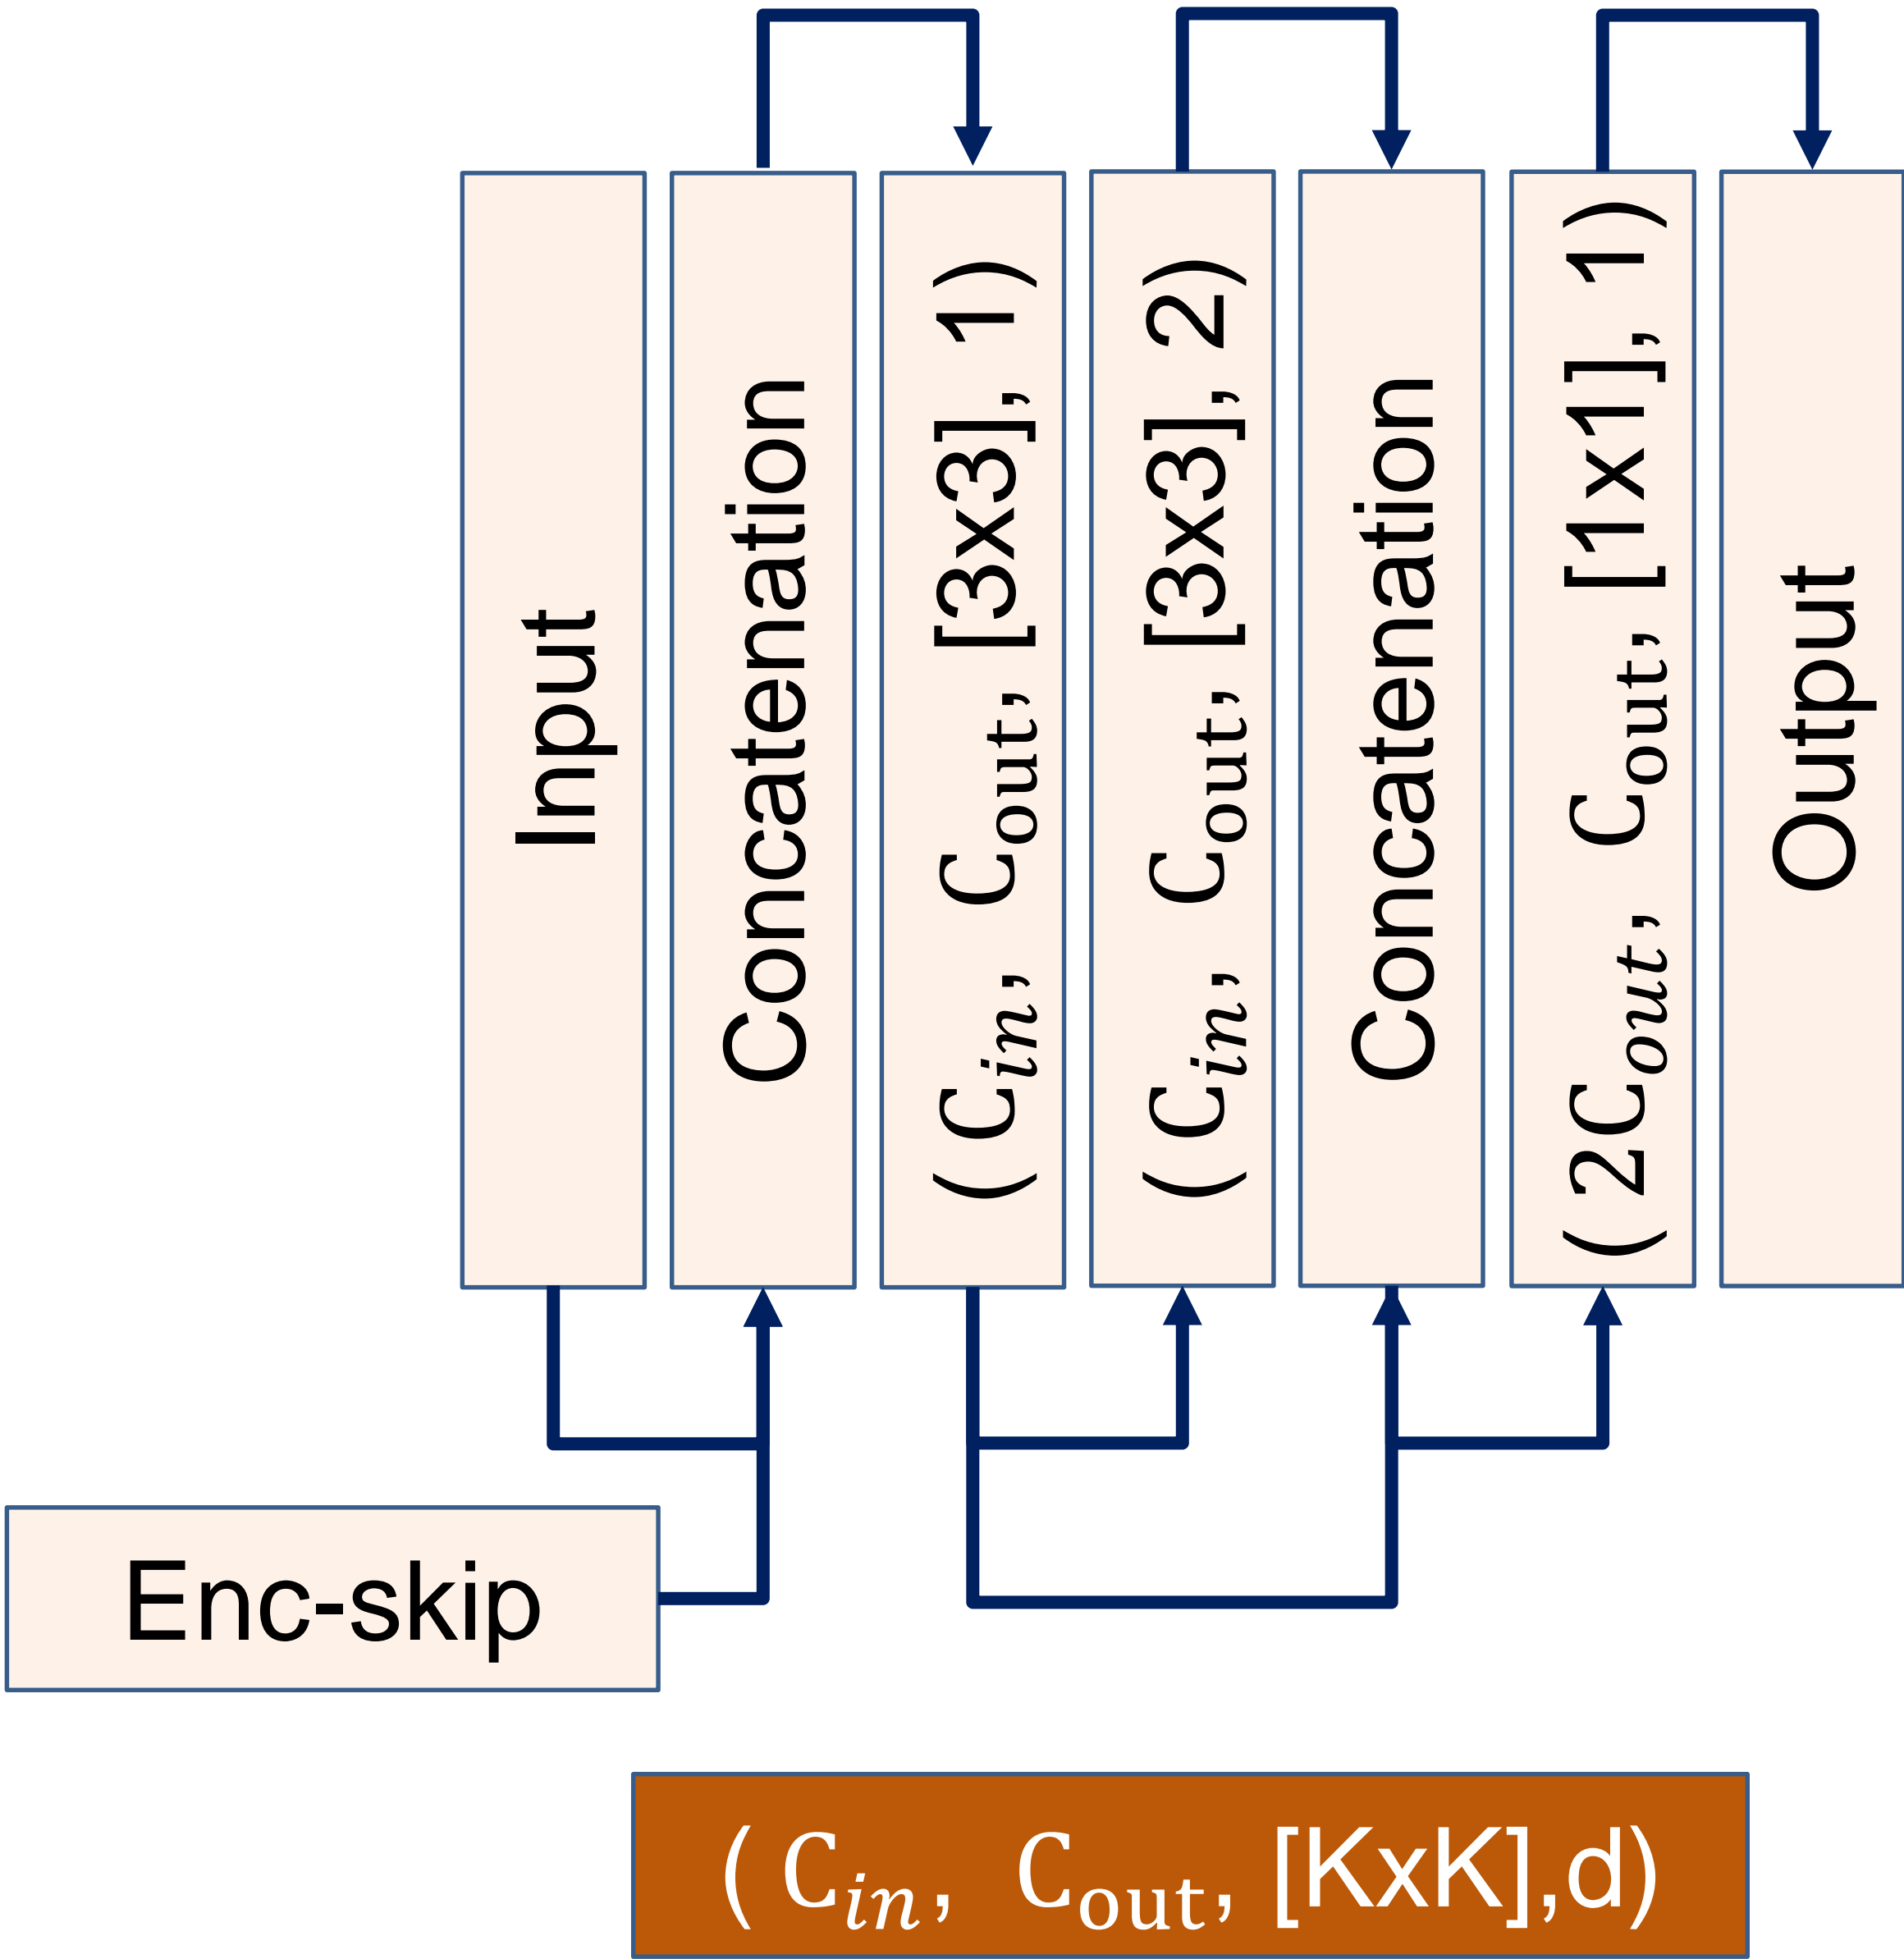 Input
Concatenation
(C_in, C_out, [3x3], 1)
(C_in, C_out, [3x3], 2)
Concatenation
(2C_out, C_out, [1x1], 1)
Output
Enc-skip
(C_in, C_out, [KxK],d)